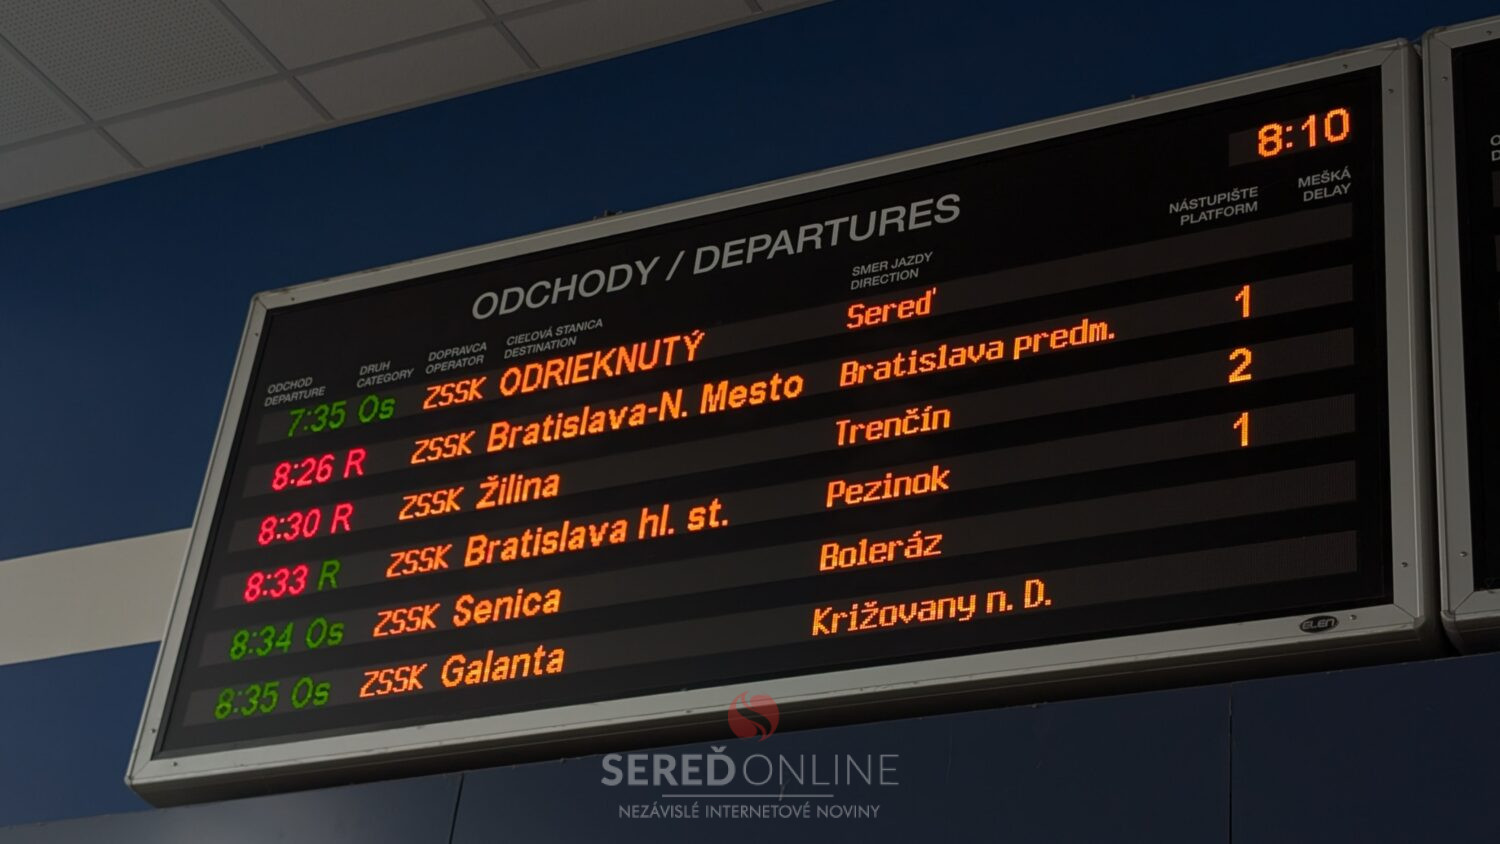 8:10
ODCHODY / DEPARTURES
ODCHOD DRUH DOPRAVCA CIEĽOVÁ STANICA SMER JAZDY NÁSTUPIŠTE MEŠKÁ
DEPARTURE CATEGORY OPERATOR DESTINATION DIRECTION PLATFORM DELAY
7:35 Os ZSSK ODRIEKNUTÝ Sereď
8:26 R ZSSK Bratislava-N. Mesto Bratislava predm. 1
8:30 R ZSSK Žilina Trenčín 2
8:33 R ZSSK Bratislava hl. st. Pezinok 1
8:34 Os ZSSK Senica Boleráz
8:35 Os ZSSK Galanta Križovany n. D.
ELEN
SEREĎONLINE
NEZÁVISLÉ INTERNETOVÉ NOVINY